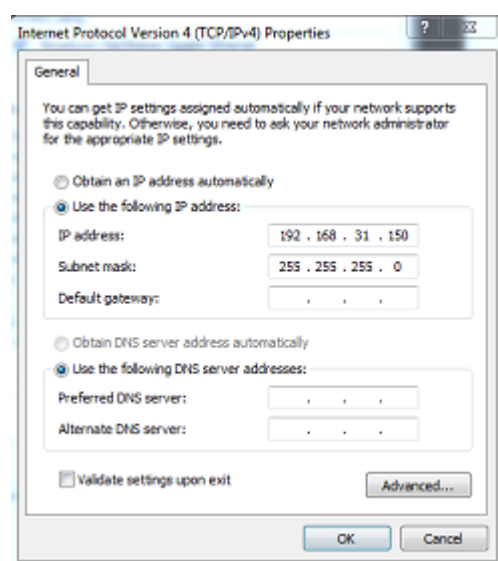 Internet Protocol Version 4 (TCP/IPv4) Properties
?
General
You can get IP settings assigned automatically if your network supports
this capability. Otherwise, you need to ask your network administrator
for the appropriate IP settings.
Obtain an IP address automatically
Use the following IP address:
IP address: 192 . 168 . 31 . 150
Subnet mask: 255 . 255 . 255 . 0
Default gateway: . . .
Obtain DNS server address automatically
Use the following DNS server addresses:
Preferred DNS server: . . .
Alternate DNS server: . . .
Validate settings upon exit
Advanced...
OK Cancel